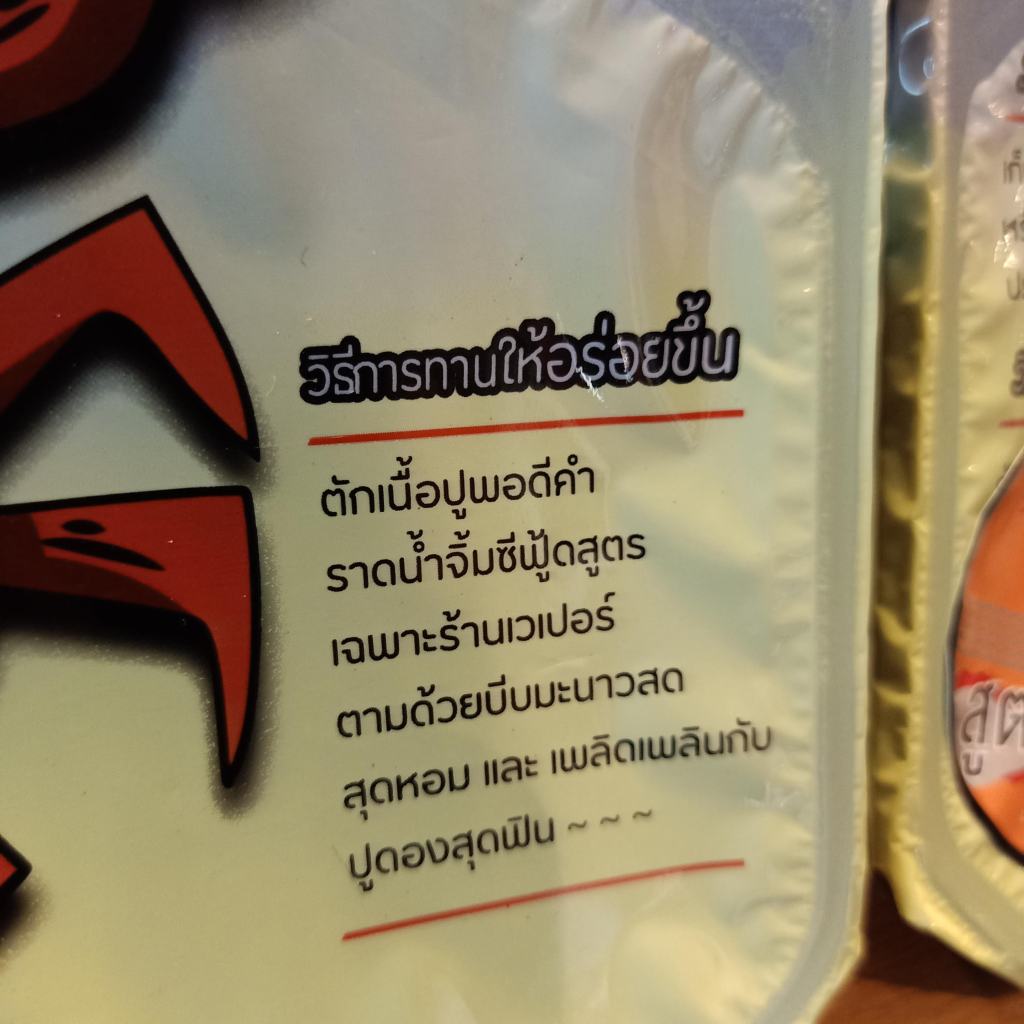 วิธีการทานให้อร่อยขึ้น
ตักเนื้อปูพอดีคำ
ราดน้ำจิ้มซีฟู้ดสูตร
เฉพาะร้านเวเปอร์
ตามด้วยบีบมะนาวสด
สุดหอม และ เพลิดเพลินกับ
ปูดองสุดฟิน ~ ~ ~